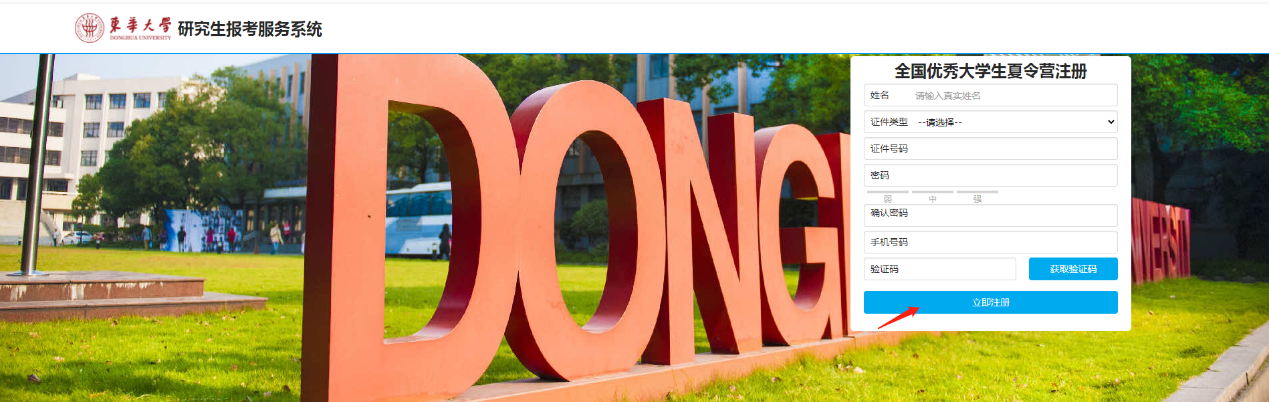 東華大學 研究生报考服务系统
DONGHUA UNIVERSITY
全国优秀大学生夏令营注册
姓名 请输入真实姓名
证件类型 --请选择--
证件号码
密码
弱 中 强
确认密码
手机号码
验证码 获取验证码
立即注册
DONG